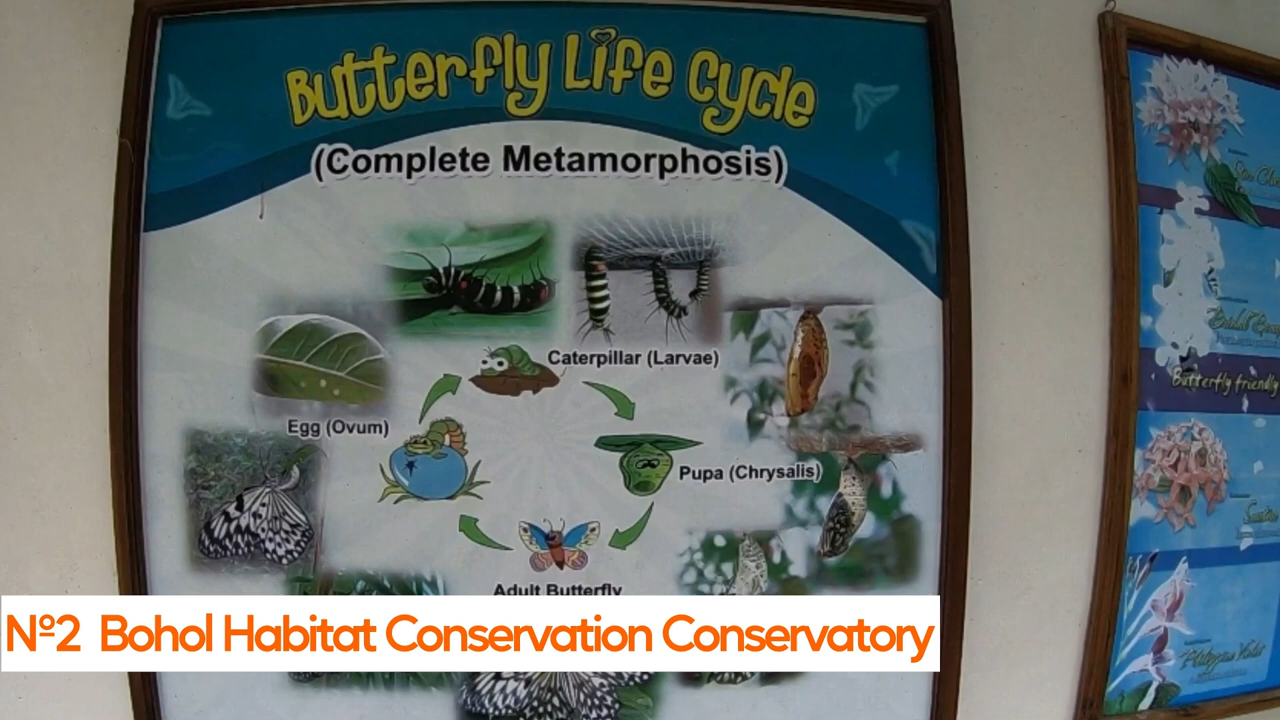 Butterfly Life Cycle
(Complete Metamorphosis)
Caterpillar (Larvae)
Egg (Ovum)
Pupa (Chrysalis)
Adult Butterfly
Nº2 Bohol Habitat Conservation Conservatory
Butterfly friendly